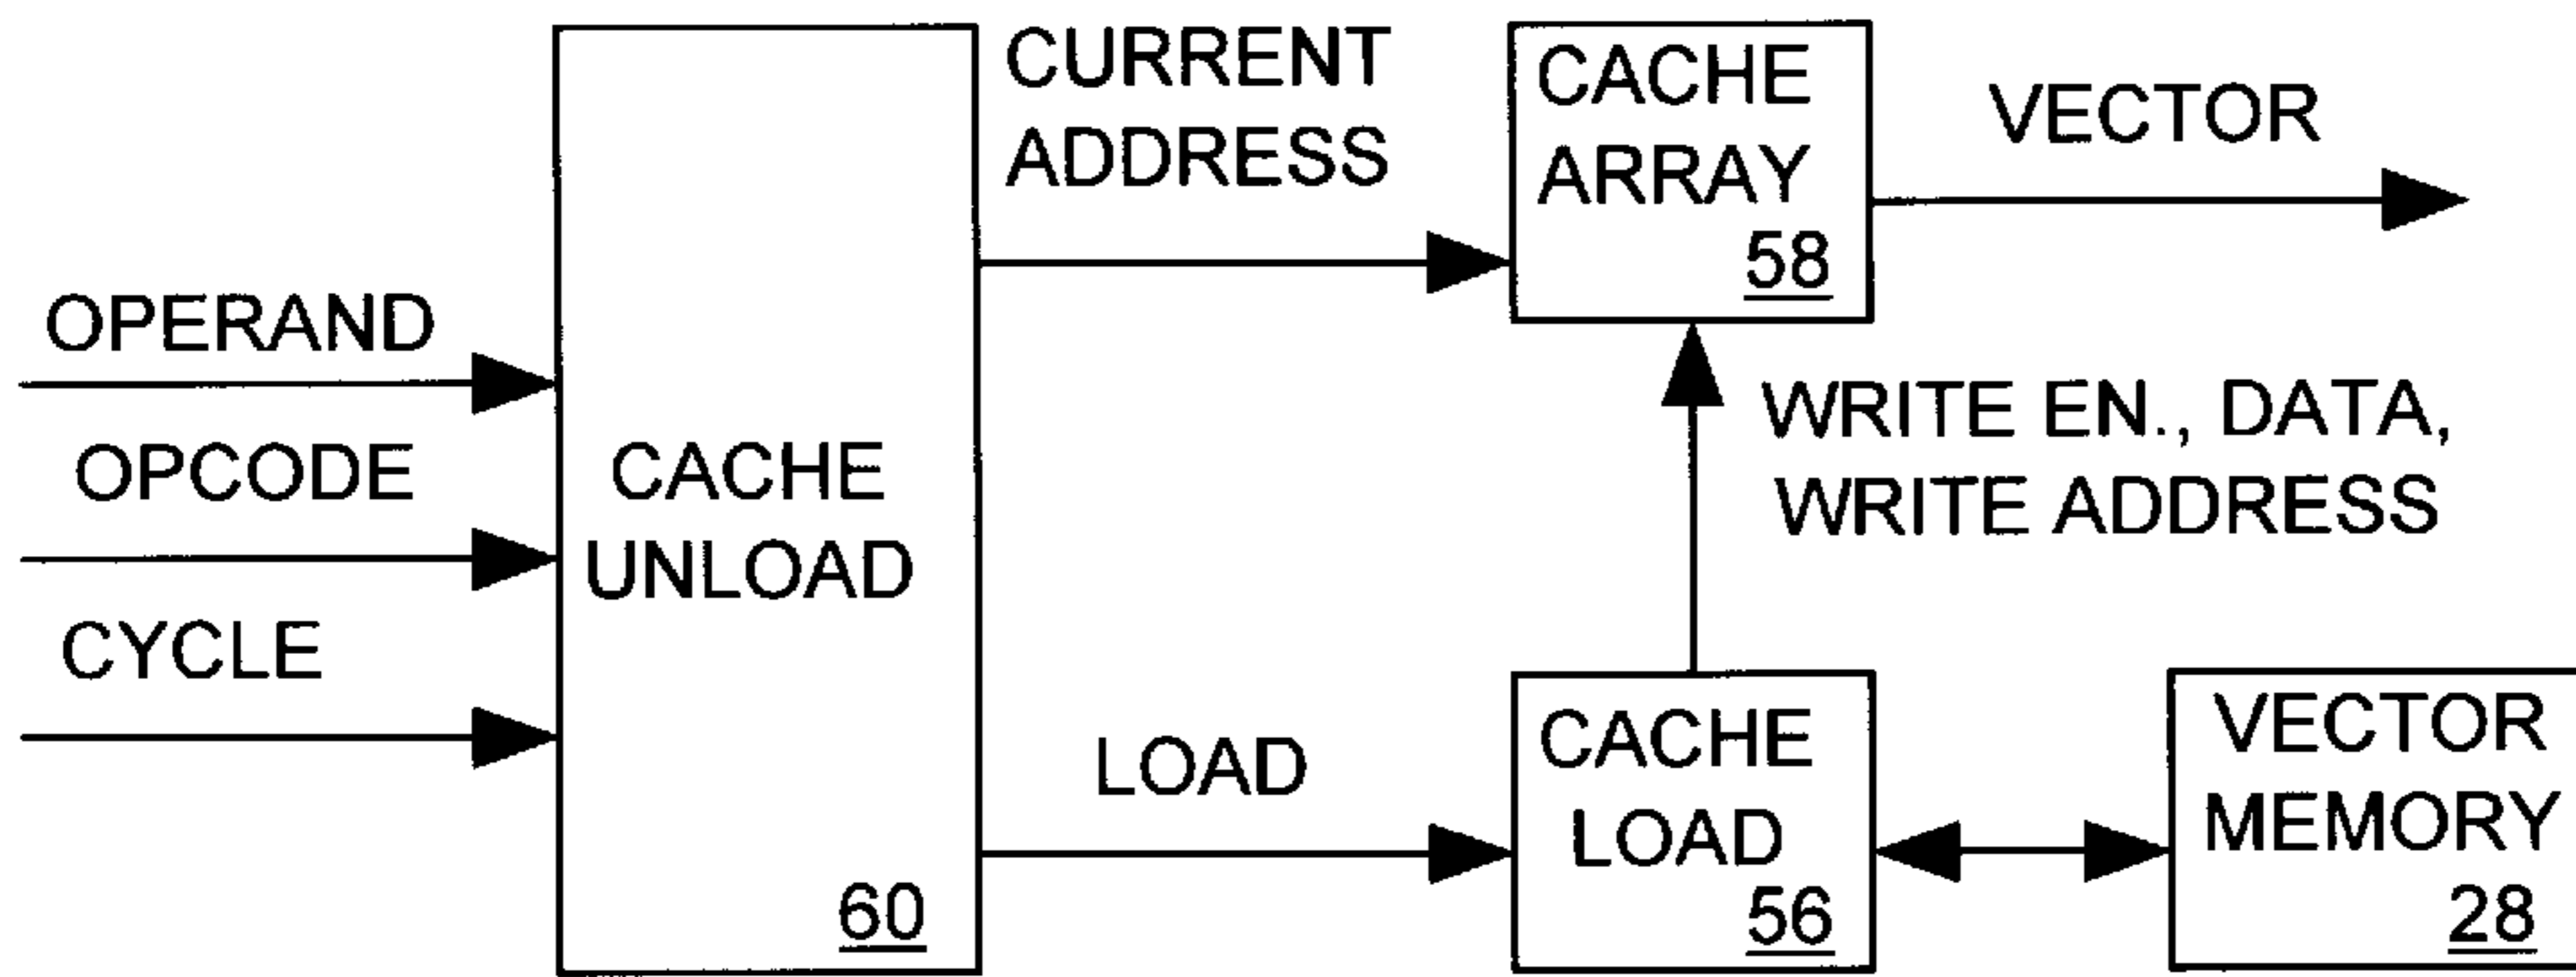 OPERAND
OPCODE
CYCLE
CACHE
UNLOAD
60
CURRENT
ADDRESS
LOAD
CACHE
ARRAY
58
VECTOR
WRITE EN., DATA,
WRITE ADDRESS
CACHE
LOAD
56
VECTOR
MEMORY
28